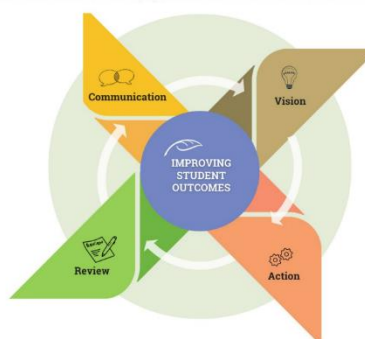 Communication
Vision
IMPROVING
STUDENT
OUTCOMES
Review
Action